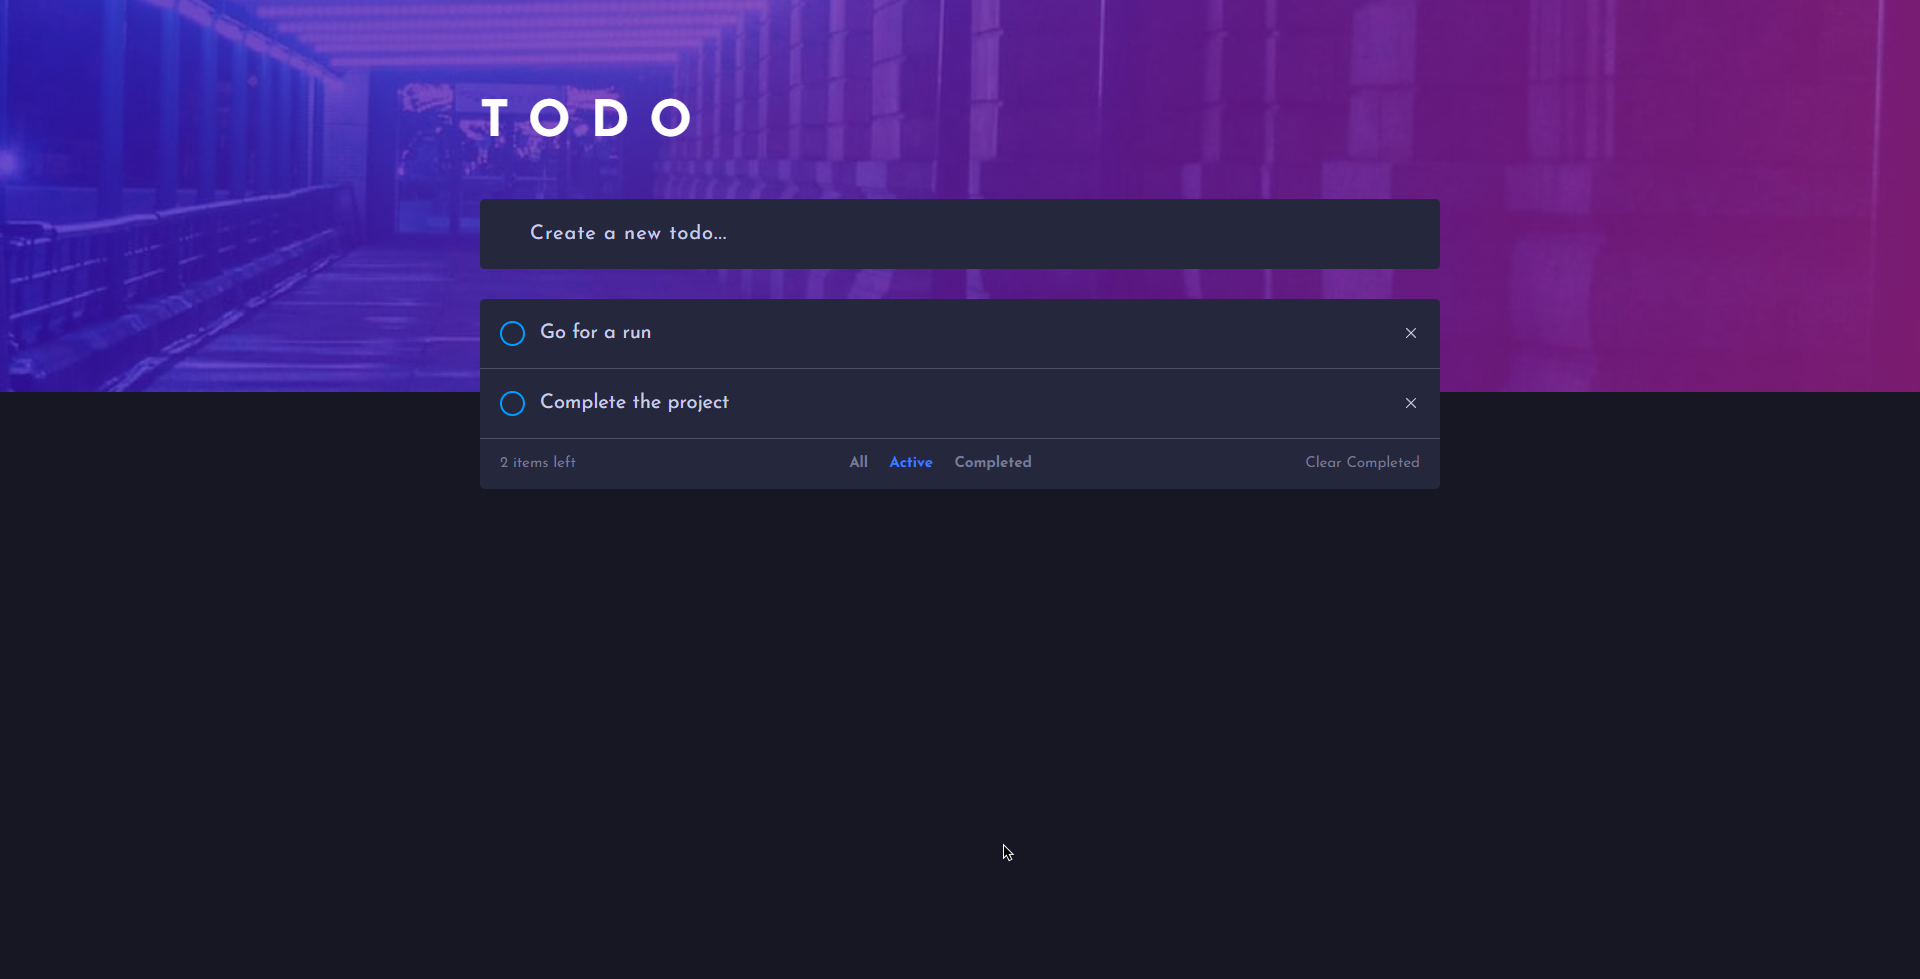 TODO
Create a new todo...
Go for a run
Complete the project
2 items left All Active Completed Clear Completed